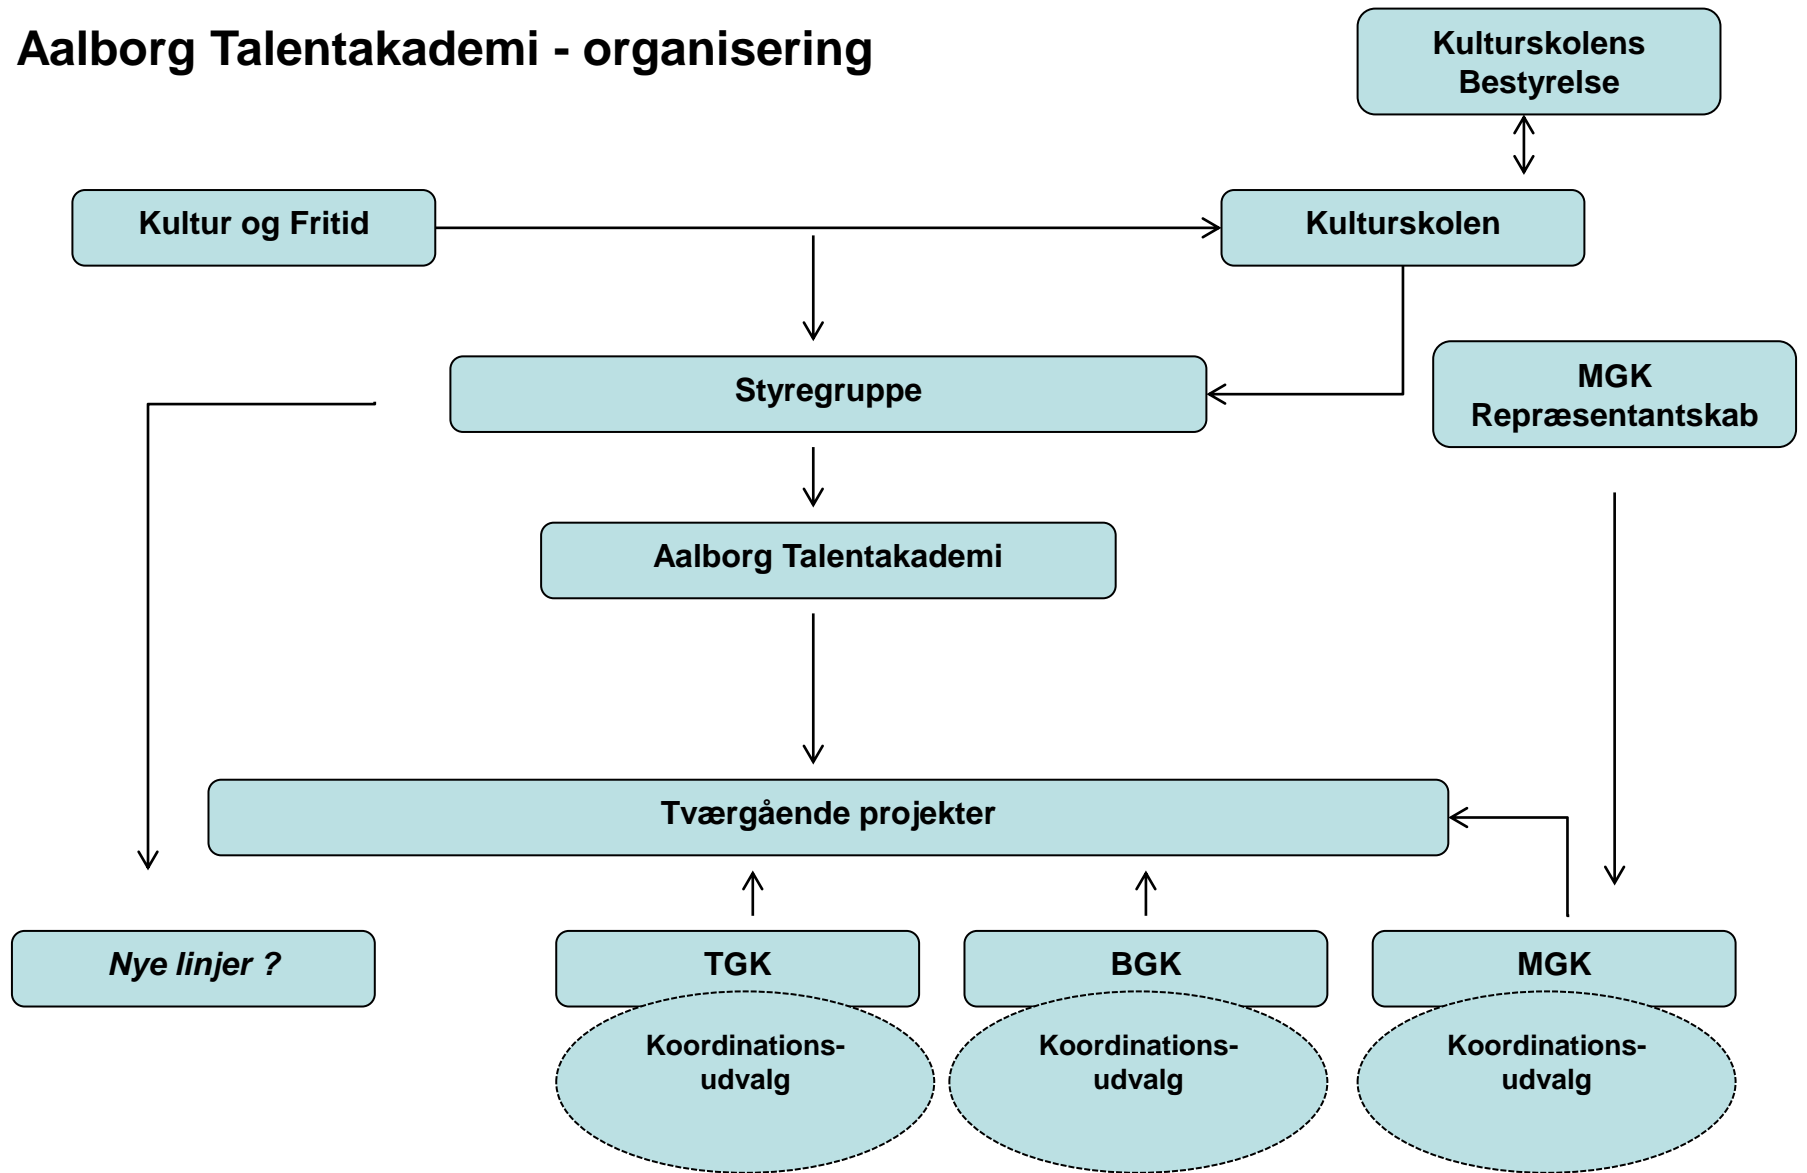 Aalborg Talentakademi - organisering
Kulturskolens
Bestyrelse
Kultur og Fritid
Kulturskolen
Styregruppe
MGK
Repræsentantskab
Aalborg Talentakademi
Tværgående projekter
Nye linjer ?
TGK
BGK
MGK
Koordinations-
udvalg
Koordinations-
udvalg
Koordinations-
udvalg